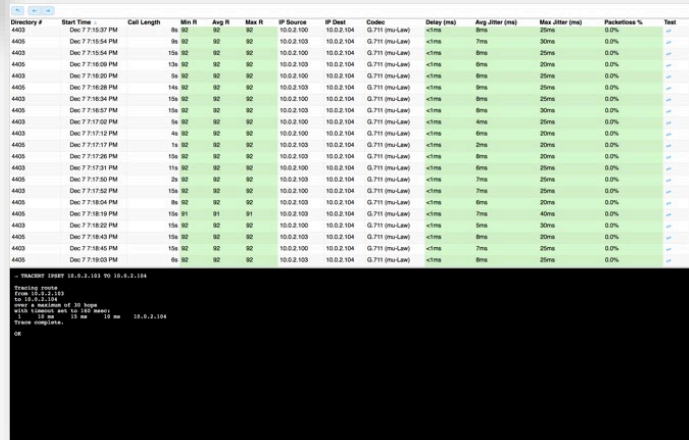 Directory # Start Time Call Length Min R Avg R Max R IP Source IP Dest Codec Delay (ms) Avg Jitter (ms) Max Jitter (ms) Packetloss % Test
4403 Dec 7 7:15:37 PM 8s 92 92 92 10.0.2.100 10.0.2.104 G.711 (mu-Law) <1ms 8ms 25ms 0.0%
4405 Dec 7 7:15:54 PM 9s 92 92 92 10.0.2.103 10.0.2.104 G.711 (mu-Law) <1ms 7ms 30ms 0.0%
4403 Dec 7 7:15:54 PM 15s 92 92 92 10.0.2.100 10.0.2.104 G.711 (mu-Law) <1ms 8ms 25ms 0.0%
4405 Dec 7 7:16:09 PM 13s 92 92 92 10.0.2.103 10.0.2.104 G.711 (mu-Law) <1ms 6ms 20ms 0.0%
4403 Dec 7 7:16:20 PM 5s 92 92 92 10.0.2.100 10.0.2.104 G.711 (mu-Law) <1ms 8ms 25ms 0.0%
4405 Dec 7 7:16:28 PM 14s 92 92 92 10.0.2.103 10.0.2.104 G.711 (mu-Law) <1ms 9ms 25ms 0.0%
4403 Dec 7 7:16:34 PM 15s 92 92 92 10.0.2.100 10.0.2.104 G.711 (mu-Law) <1ms 8ms 25ms 0.0%
4405 Dec 7 7:16:57 PM 15s 92 92 92 10.0.2.103 10.0.2.104 G.711 (mu-Law) <1ms 8ms 30ms 0.0%
4403 Dec 7 7:17:02 PM 5s 92 92 92 10.0.2.100 10.0.2.104 G.711 (mu-Law) <1ms 4ms 25ms 0.0%
4403 Dec 7 7:17:12 PM 4s 92 92 92 10.0.2.100 10.0.2.104 G.711 (mu-Law) <1ms 6ms 20ms 0.0%
4405 Dec 7 7:17:17 PM 1s 92 92 92 10.0.2.103 10.0.2.104 G.711 (mu-Law) <1ms 2ms 20ms 0.0%
4405 Dec 7 7:17:26 PM 15s 92 92 92 10.0.2.103 10.0.2.104 G.711 (mu-Law) <1ms 8ms 20ms 0.0%
4403 Dec 7 7:17:31 PM 11s 92 92 92 10.0.2.100 10.0.2.104 G.711 (mu-Law) <1ms 6ms 25ms 0.0%
4405 Dec 7 7:17:50 PM 2s 92 92 92 10.0.2.103 10.0.2.104 G.711 (mu-Law) <1ms 7ms 25ms 0.0%
4403 Dec 7 7:17:52 PM 15s 92 92 92 10.0.2.100 10.0.2.104 G.711 (mu-Law) <1ms 7ms 25ms 0.0%
4405 Dec 7 7:18:04 PM 8s 92 92 92 10.0.2.103 10.0.2.104 G.711 (mu-Law) <1ms 6ms 20ms 0.0%
4405 Dec 7 7:18:19 PM 15s 91 91 91 10.0.2.103 10.0.2.104 G.711 (mu-Law) <1ms 7ms 40ms 0.0%
4403 Dec 7 7:18:22 PM 15s 92 92 92 10.0.2.100 10.0.2.104 G.711 (mu-Law) <1ms 5ms 30ms 0.0%
4405 Dec 7 7:18:43 PM 15s 92 92 92 10.0.2.103 10.0.2.104 G.711 (mu-Law) <1ms 8ms 20ms 0.0%
4403 Dec 7 7:18:45 PM 15s 92 92 92 10.0.2.100 10.0.2.104 G.711 (mu-Law) <1ms 7ms 25ms 0.0%
4405 Dec 7 7:19:03 PM 6s 92 92 92 10.0.2.103 10.0.2.104 G.711 (mu-Law) <1ms 8ms 25ms 0.0%
TRACERT IPSET 10.0.2.103 TO 10.0.2.104
Tracing route
from 10.0.2.103
to 10.0.2.104
over a maximum of 30 hops
with timeout set to 160 msec:
1 10 ms 15 ms 10 ms 10.0.2.104
Trace complete.
OK